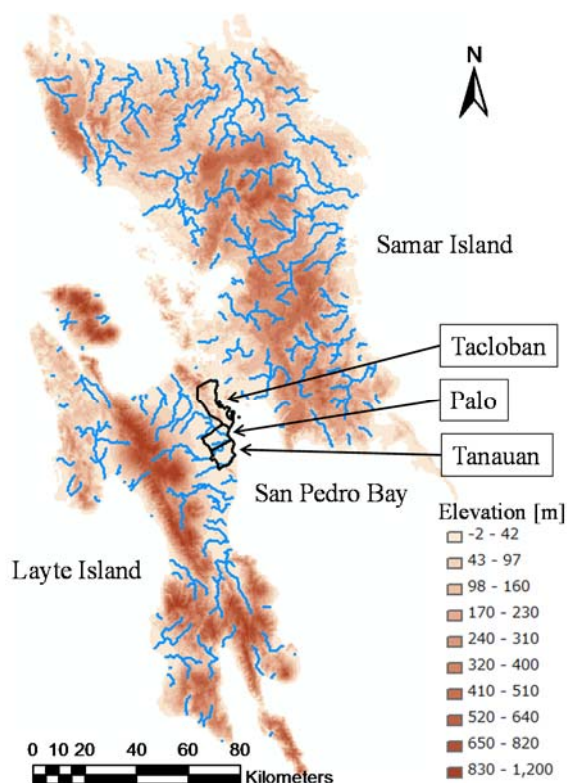 N
Samar Island
Tacloban
Palo
Tanauan
San Pedro Bay
Layte Island
Elevation [m]
-2 - 42
43 - 97
98 - 160
170 - 230
240 - 310
320 - 400
410 - 510
520 - 640
650 - 820
830 - 1,200
0 10 20 40 60 80
Kilometers